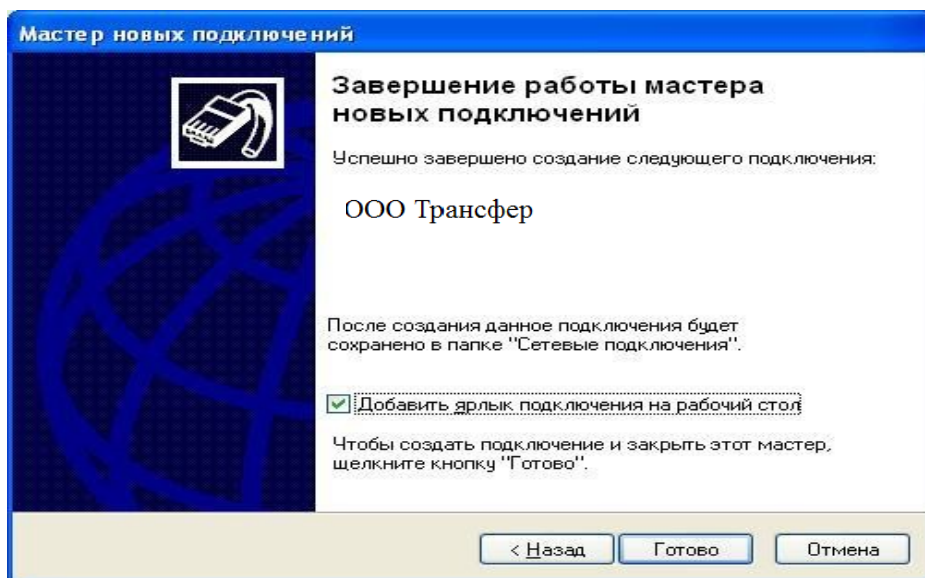 Мастер новых подключений
Завершение работы мастера
новых подключений
Успешно завершено создание следующего подключения:
ООО Трансфер
После создания данное подключения будет
сохранено в папке "Сетевые подключения".
Добавить ярлык подключения на рабочий стол
Чтобы создать подключение и закрыть этот мастер,
щелкните кнопку "Готово".
< Назад Готово Отмена